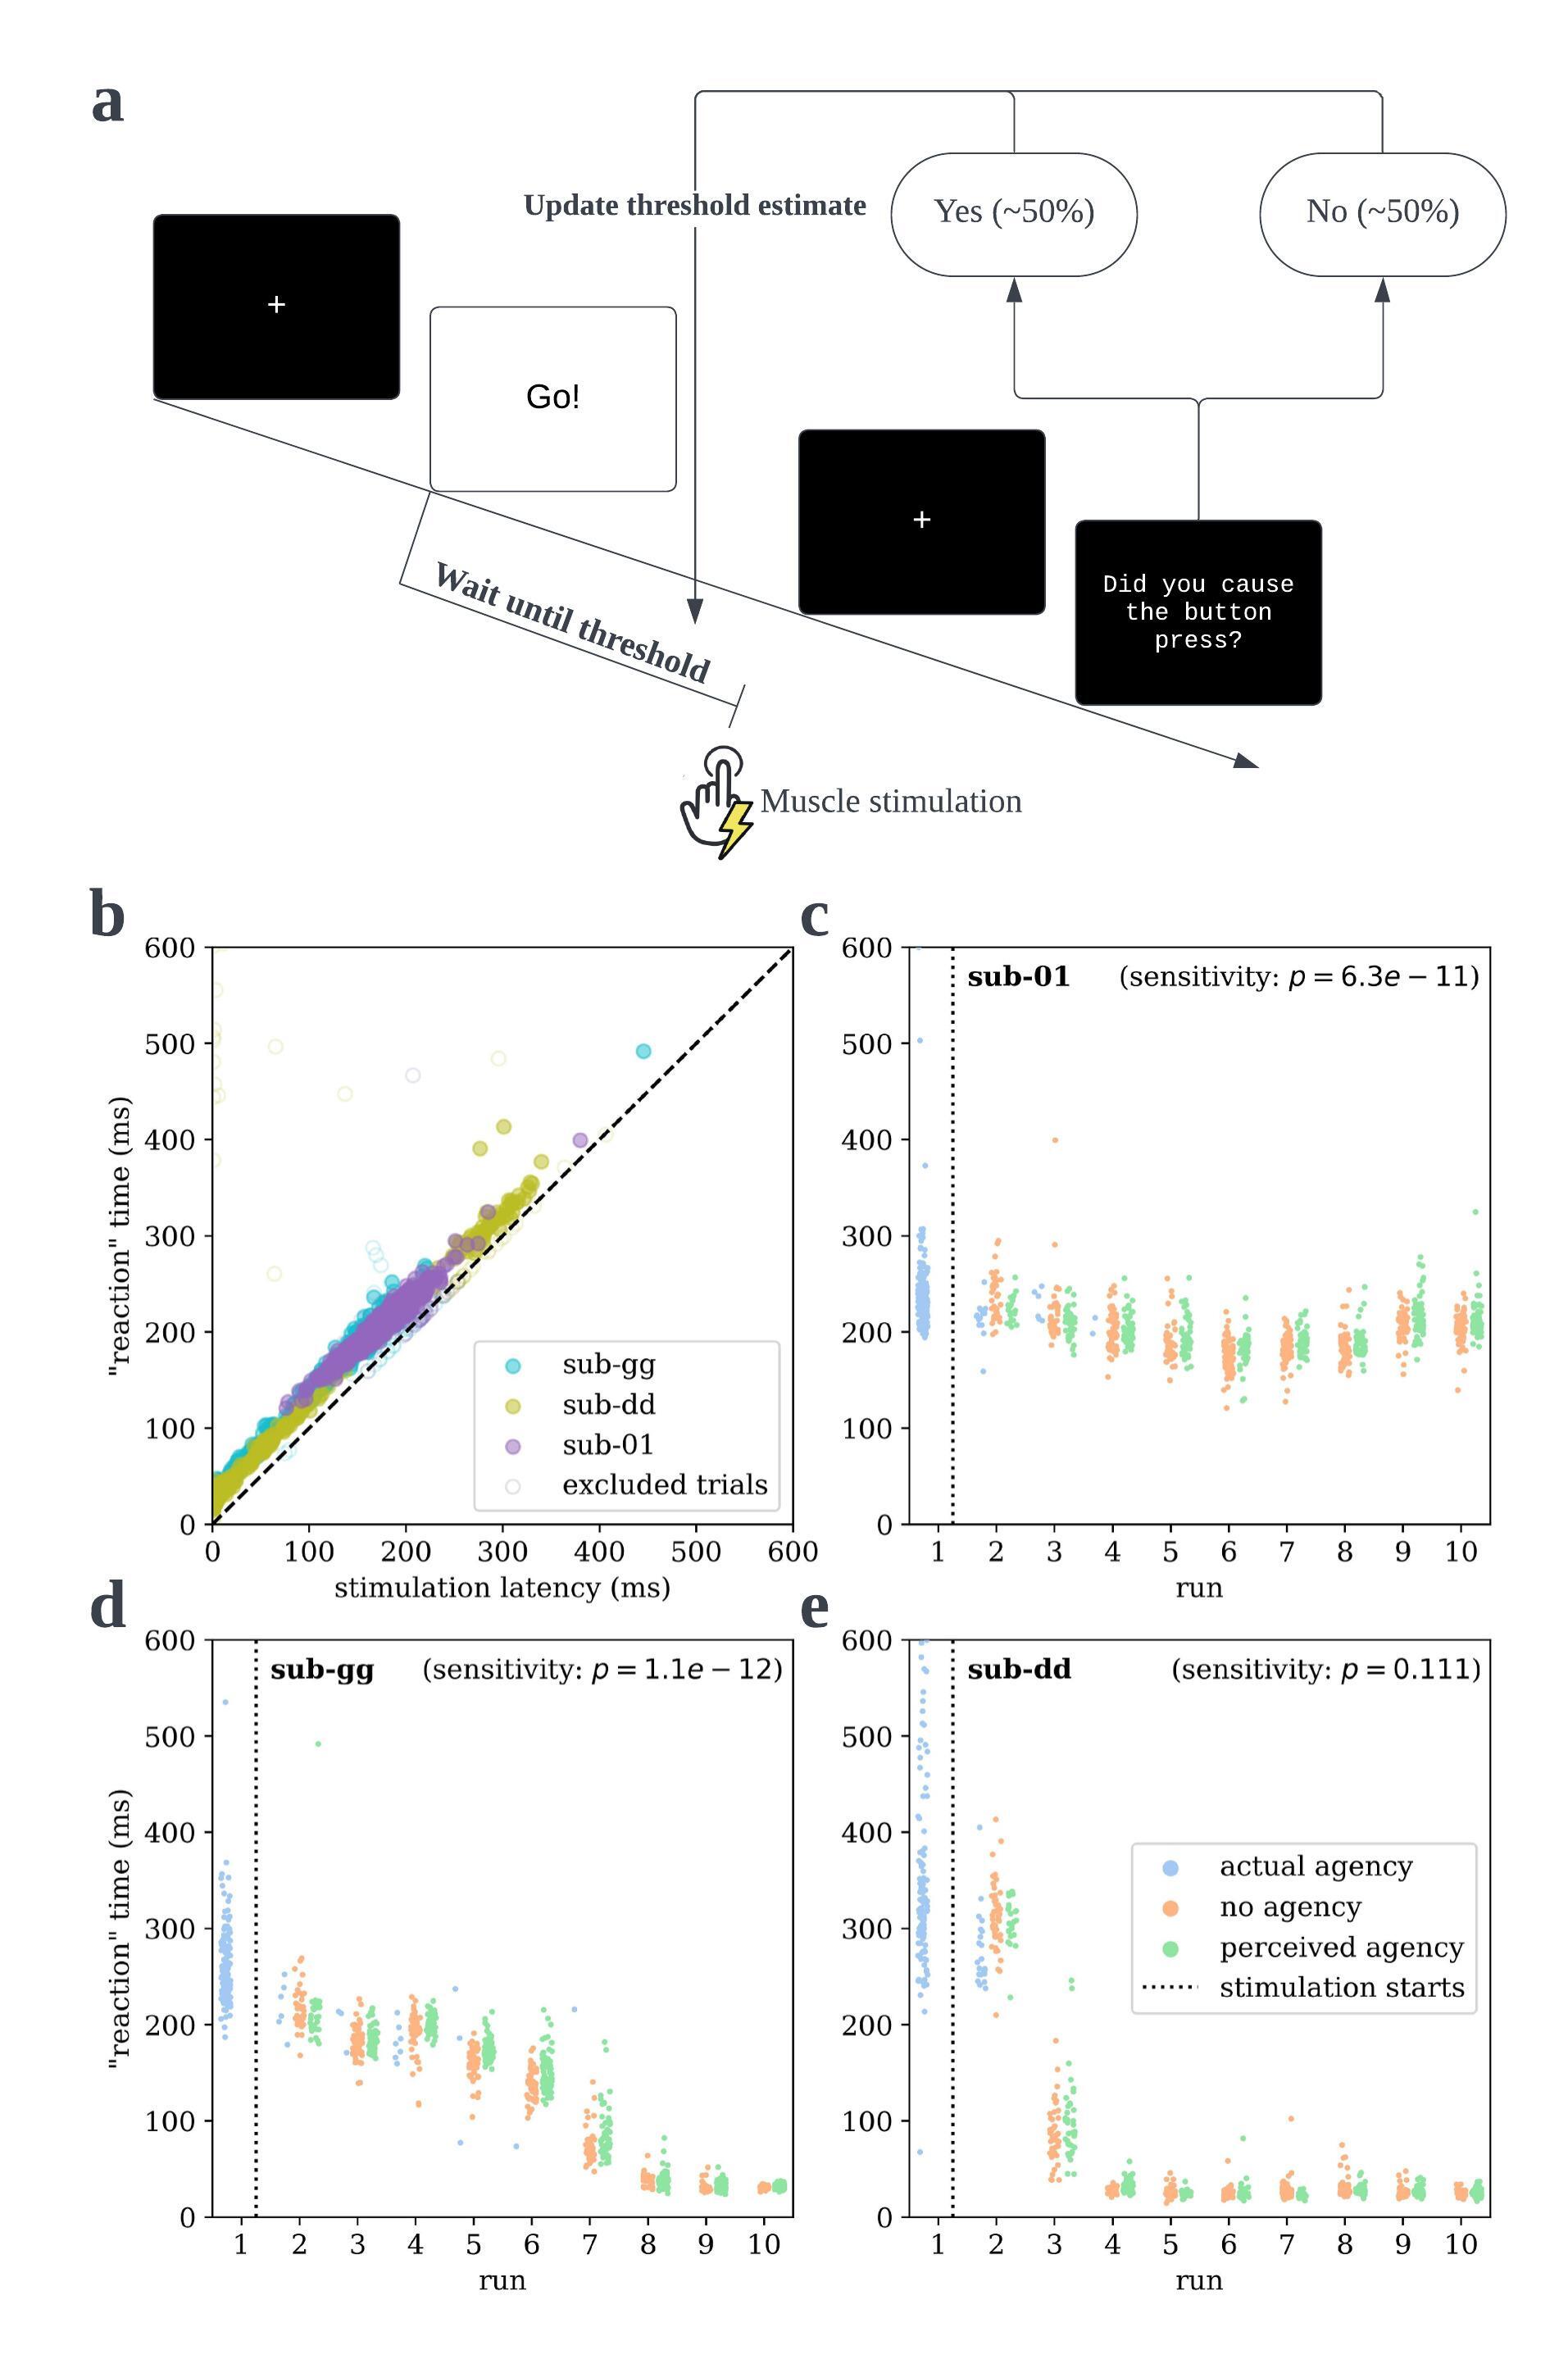 a
Update threshold estimate
Yes (~50%)
No (~50%)
+
Go!
+
Did you cause
the button
press?
Wait until threshold
Muscle stimulation
b
600
500
400
300
200
100
0
"reaction" time (ms)
sub-gg
sub-dd
sub-01
excluded trials
0 100 200 300 400 500 600
stimulation latency (ms)
c
600
500
400
300
200
100
0
sub-01 (sensitivity: p = 6.3e − 11)
1 2 3 4 5 6 7 8 9 10
run
d
600
500
400
300
200
100
0
"reaction" time (ms)
sub-gg (sensitivity: p = 1.1e − 12)
1 2 3 4 5 6 7 8 9 10
run
e
600
500
400
300
200
100
0
sub-dd (sensitivity: p = 0.111)
actual agency
no agency
perceived agency
stimulation starts
1 2 3 4 5 6 7 8 9 10
run